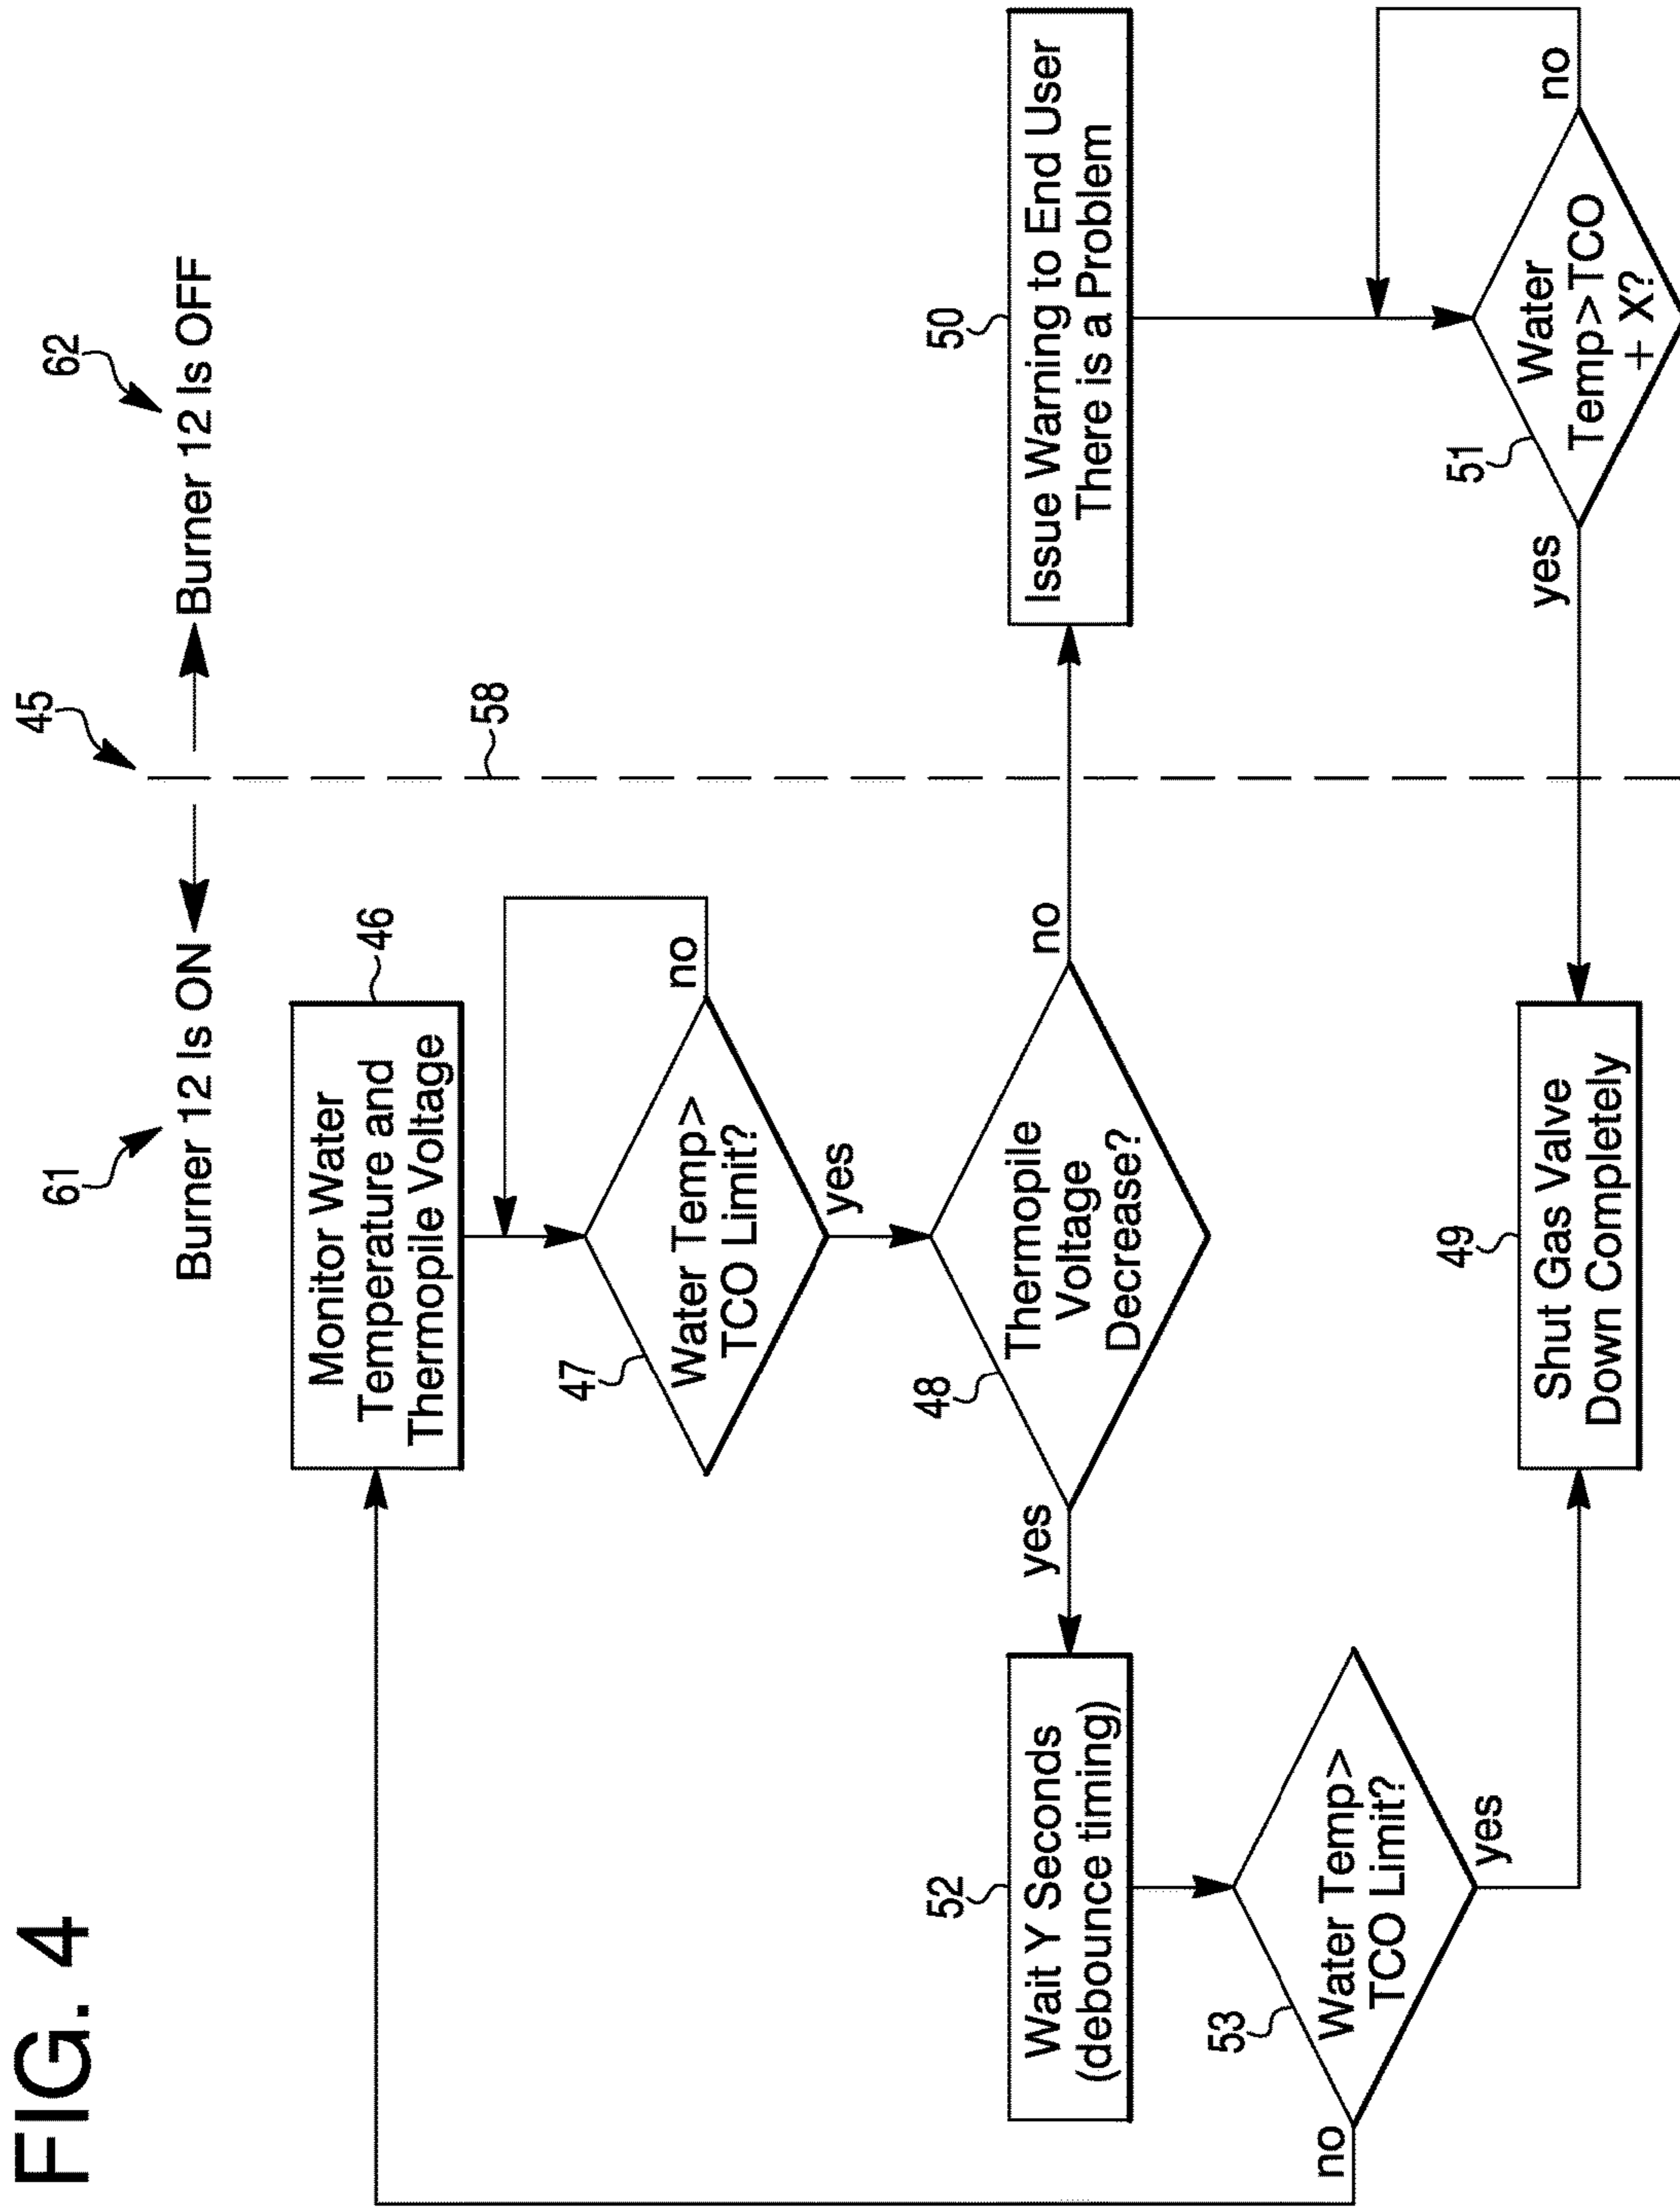 FIG. 4
45
61
62
Burner 12 Is ON
Burner 12 Is OFF
58
46
Monitor Water
Temperature and
Thermopile Voltage
47
Water Temp>
TCO Limit?
no
yes
48
Thermopile
Voltage
Decrease?
yes
no
52
Wait Y Seconds
(debounce timing)
50
Issue Warning to End User
There is a Problem
53
Water Temp>
TCO Limit?
no
yes
49
Shut Gas Valve
Down Completely
51
Water
Temp>TCO
+ X?
yes
no